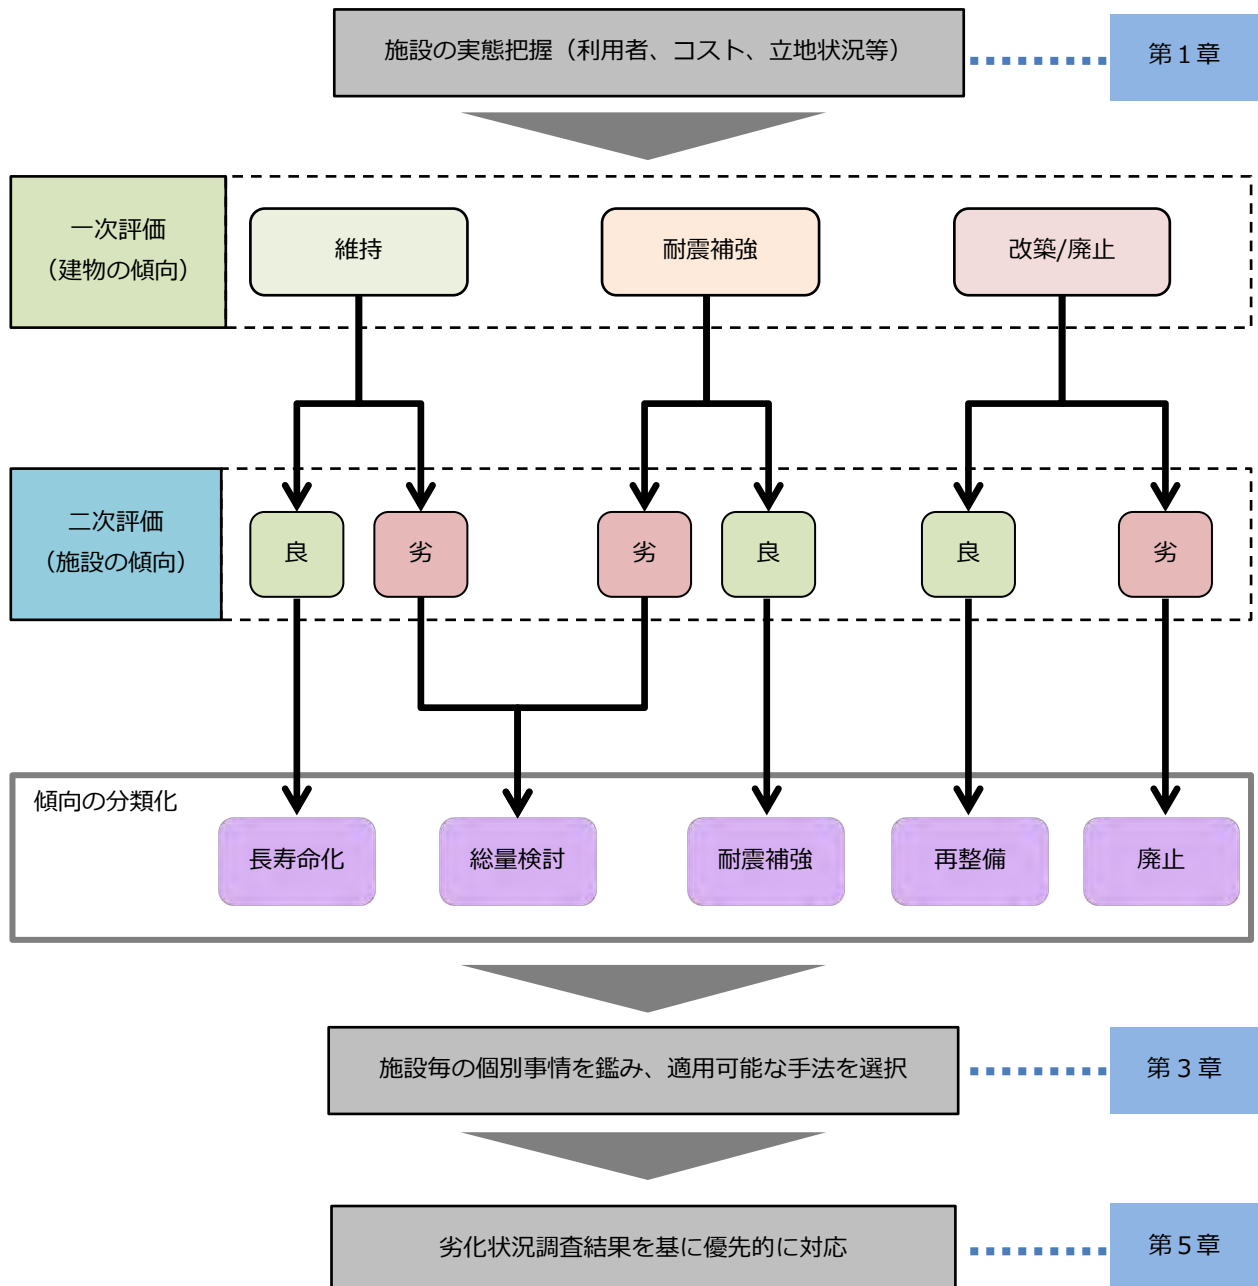 施設の実態把握（利用者、コスト、立地状況等）
第１章
一次評価
（建物の傾向）
維持
耐震補強
改築/廃止
二次評価
（施設の傾向）
良
劣
劣
良
良
劣
傾向の分類化
長寿命化
総量検討
耐震補強
再整備
廃止
施設毎の個別事情を鑑み、適用可能な手法を選択
第３章
劣化状況調査結果を基に優先的に対応
第５章